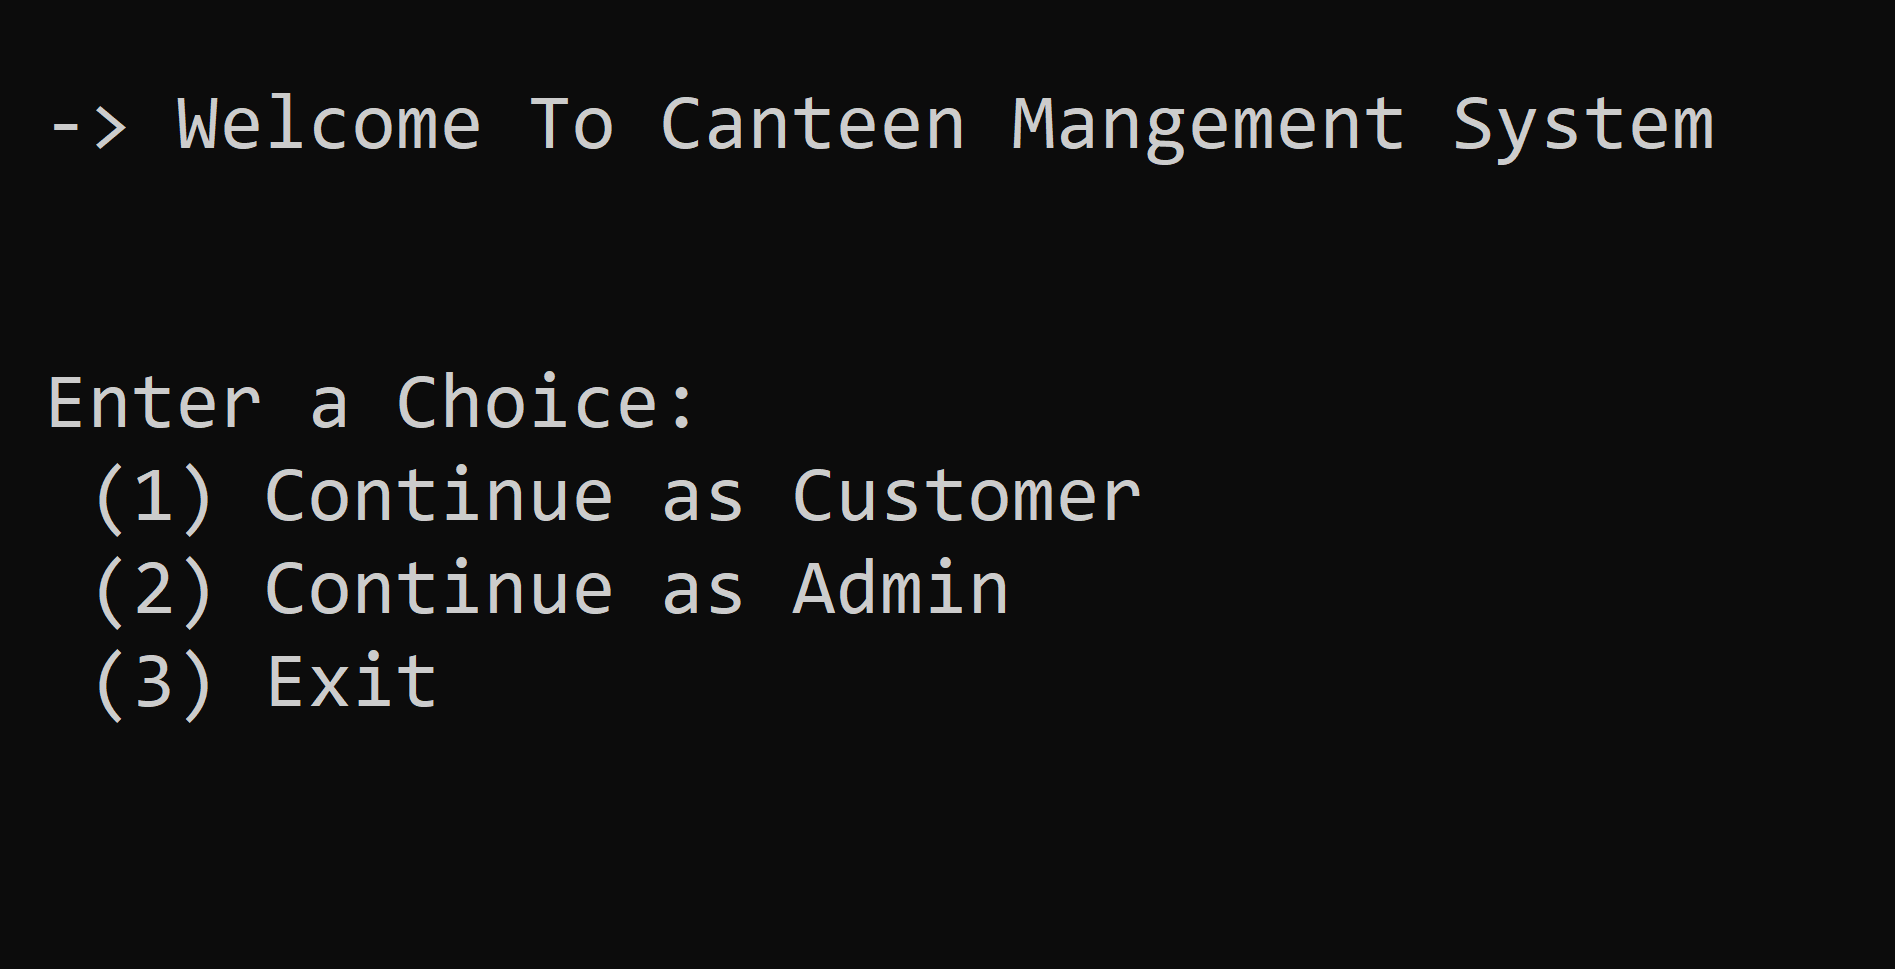 -> Welcome To Canteen Mangement System
Enter a Choice:
(1) Continue as Customer
(2) Continue as Admin
(3) Exit